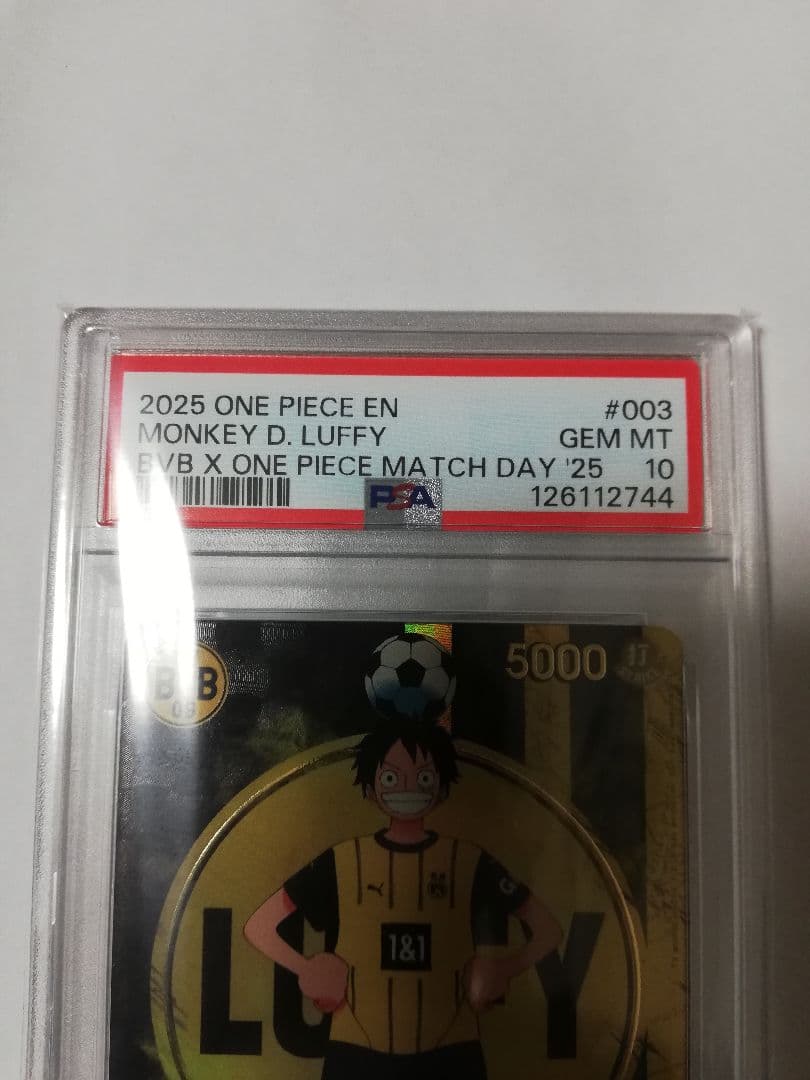 2025 ONE PIECE EN #003
MONKEY D. LUFFY GEM MT
BVB X ONE PIECE MATCH DAY '25 10
PSA 126112744
BVB 5000
09
G
1&1
LUFFY